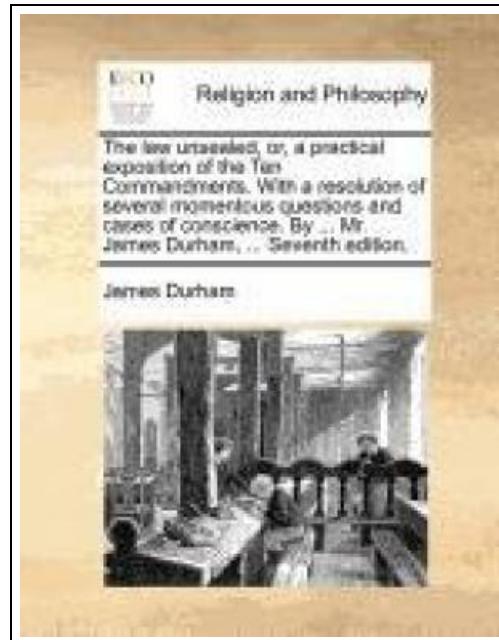 ECCO
Religion and Philosophy
The law unsealed, or, a practical
exposition of the Ten
Commandments. With a resolution of
several momentous questions and
cases of conscience. By ... Mr.
James Durham, ... Seventh edition.
James Durham